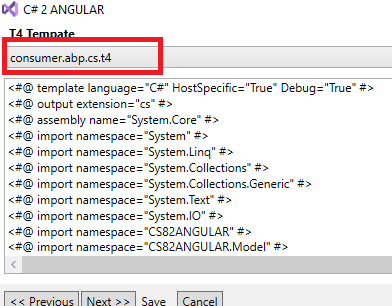 C# 2 ANGULAR
T4 Tempate
consumer.abp.cs.t4
<#@ template language="C#" HostSpecific="True" Debug="True" #>
<#@ output extension="cs" #>
<#@ assembly name="System.Core" #>
<#@ import namespace="System" #>
<#@ import namespace="System.Linq" #>
<#@ import namespace="System.Collections" #>
<#@ import namespace="System.Collections.Generic" #>
<#@ import namespace="System.Text" #>
<#@ import namespace="System.IO" #>
<#@ import namespace="CS82ANGULAR" #>
<#@ import namespace="CS82ANGULAR.Model" #>
<< Previous Next >> Save Cancel